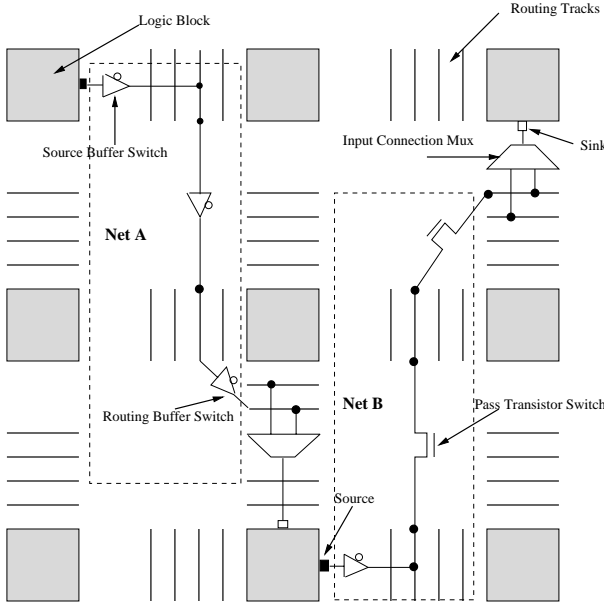 Logic Block
Routing Tracks
Source Buffer Switch
Input Connection Mux
Sink
Net A
Net B
Routing Buffer Switch
Pass Transistor Switch
Source